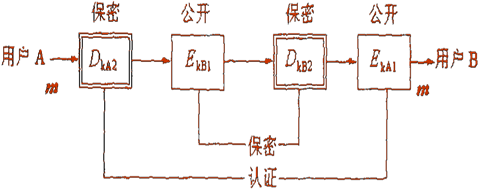 保密 公开 保密 公开
用户 A D_kA2 E_kB1 D_kB2 E_kA1 用户 B
m m
保密
认证